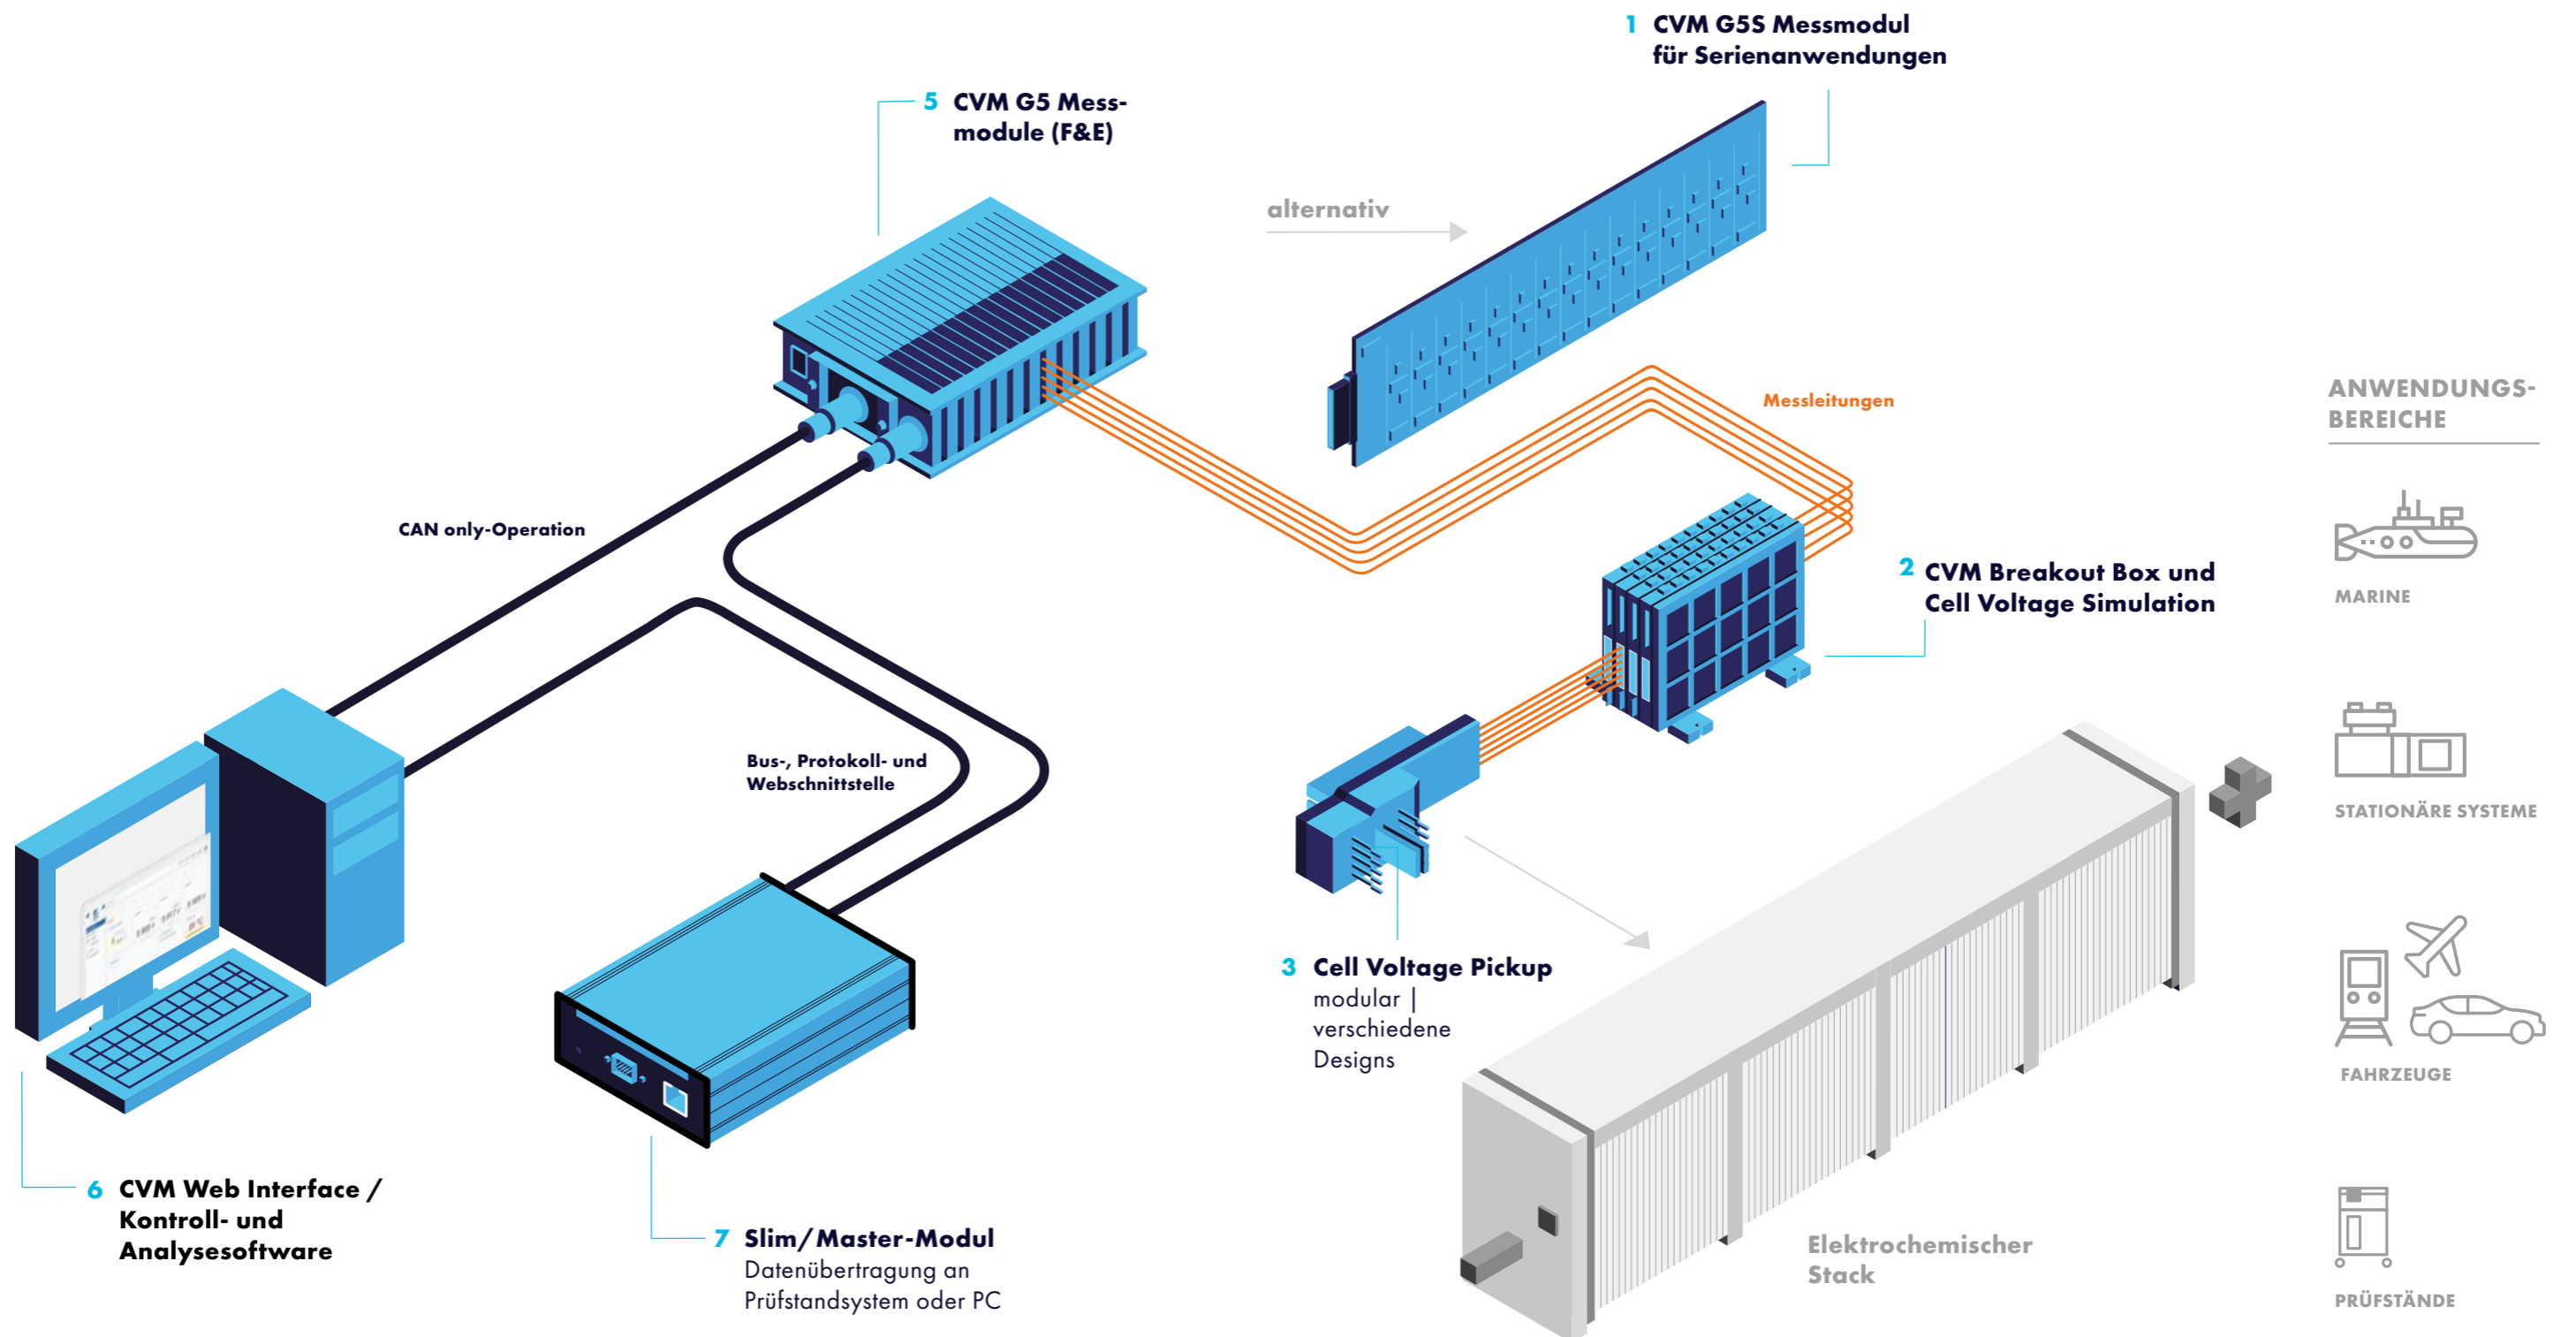 1 CVM G5S Messmodul
für Serienanwendungen
5 CVM G5 Mess-
module (F&E)
alternativ
Messleitungen
ANWENDUNGS-
BEREICHE
MARINE
STATIONÄRE SYSTEME
FAHRZEUGE
PRÜFSTÄNDE
CAN only-Operation
2 CVM Breakout Box und
Cell Voltage Simulation
Bus-, Protokoll- und
Webschnittstelle
3 Cell Voltage Pickup
modular |
verschiedene
Designs
6 CVM Web Interface /
Kontroll- und
Analysesoftware
7 Slim/Master-Modul
Datenübertragung an
Prüfstandsystem oder PC
Elektrochemischer
Stack